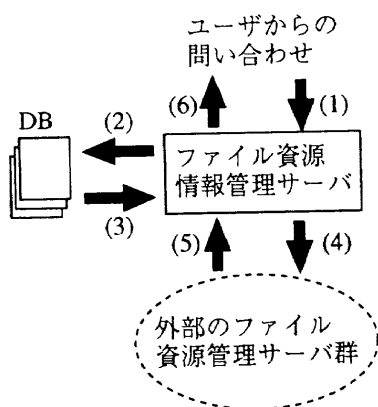 ユーザからの
問い合わせ
(6)
(1)
DB
(2)
ファイル資源
情報管理サーバ
(3)
(5)
(4)
外部のファイル
資源管理サーバ群